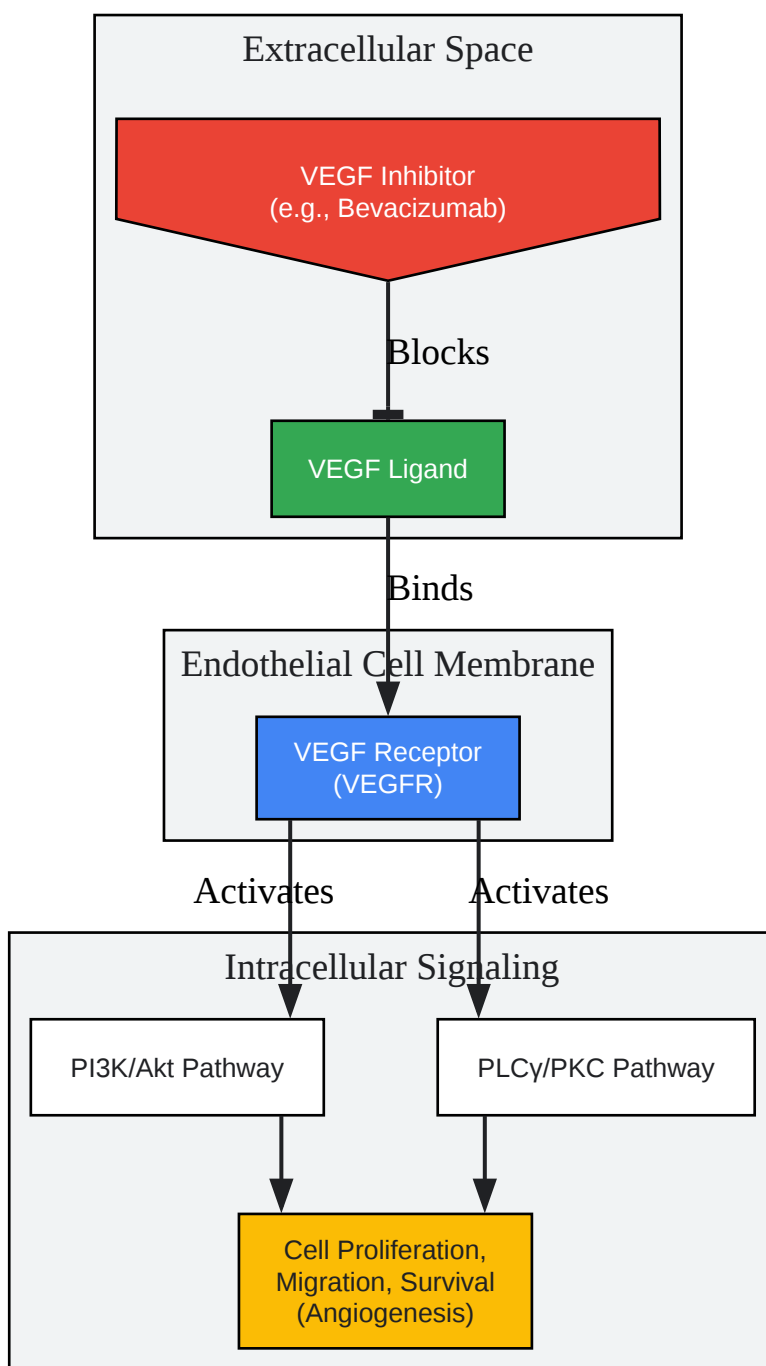 Extracellular Space
VEGF Inhibitor
(e.g., Bevacizumab)
Blocks
VEGF Ligand
Binds
Endothelial Cell Membrane
VEGF Receptor
(VEGFR)
Activates
Activates
Intracellular Signaling
PI3K/Akt Pathway
PLCγ/PKC Pathway
Cell Proliferation,
Migration, Survival
(Angiogenesis)